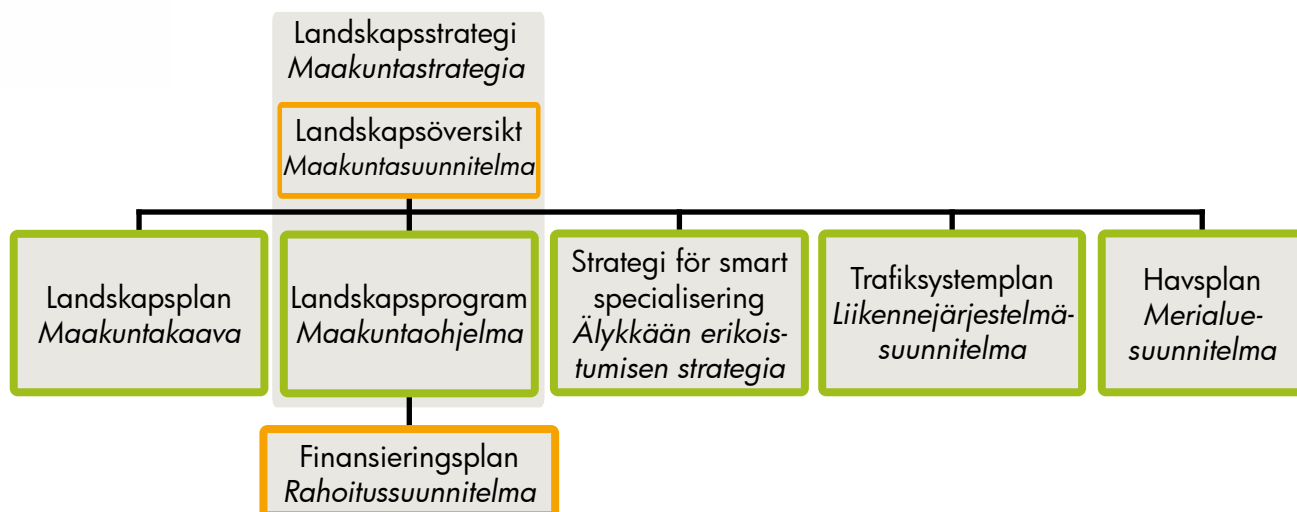 Landskapsstrategi
Maakuntastrategia
Landskapsöversikt
Maakuntasuunnitelma
Landskapsplan
Maakuntakaava
Landskapsprogram
Maakuntaohjelma
Strategi för smart
specialisering
Älykkään erikois-
tumisen strategia
Trafiksystemplan
Liikennejärjestelmä-
suunnitelma
Havsplan
Merialue-
suunnitelma
Finansieringsplan
Rahoitussuunnitelma